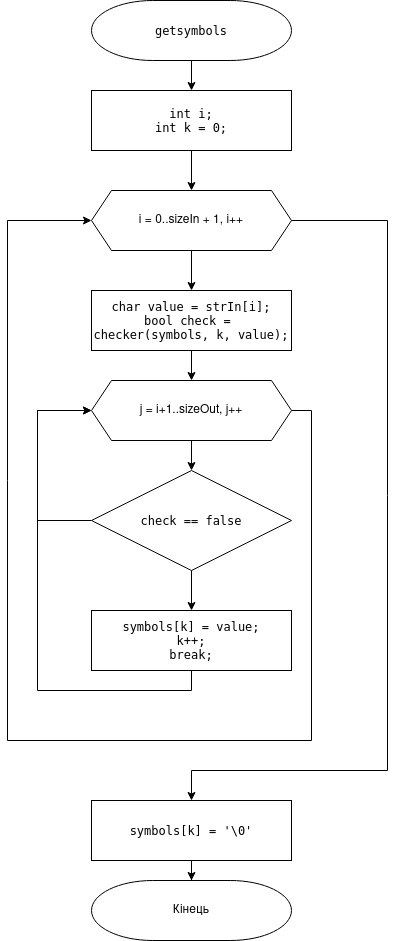 getsymbols
int i;
int k = 0;
i = 0..sizeIn + 1, i++
char value = strIn[i];
bool check =
checker(symbols, k, value);
j = i+1..sizeOut, j++
check == false
symbols[k] = value;
k++;
break;
symbols[k] = '\0'
Кінець